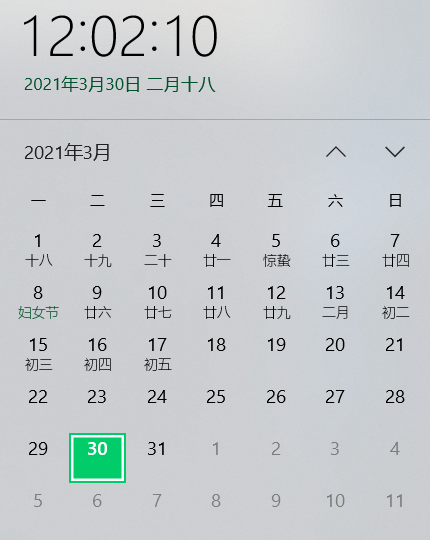 12:02:10
2021年3月30日 二月十八
2021年3月
一 二 三 四 五 六 日
1 2 3 4 5 6 7
十八 十九 二十 廿一 惊蛰 廿三 廿四
8 9 10 11 12 13 14
妇女节 廿六 廿七 廿八 廿九 二月 初二
15 16 17 18 19 20 21
初三 初四 初五
22 23 24 25 26 27 28
29 30 31 1 2 3 4
5 6 7 8 9 10 11